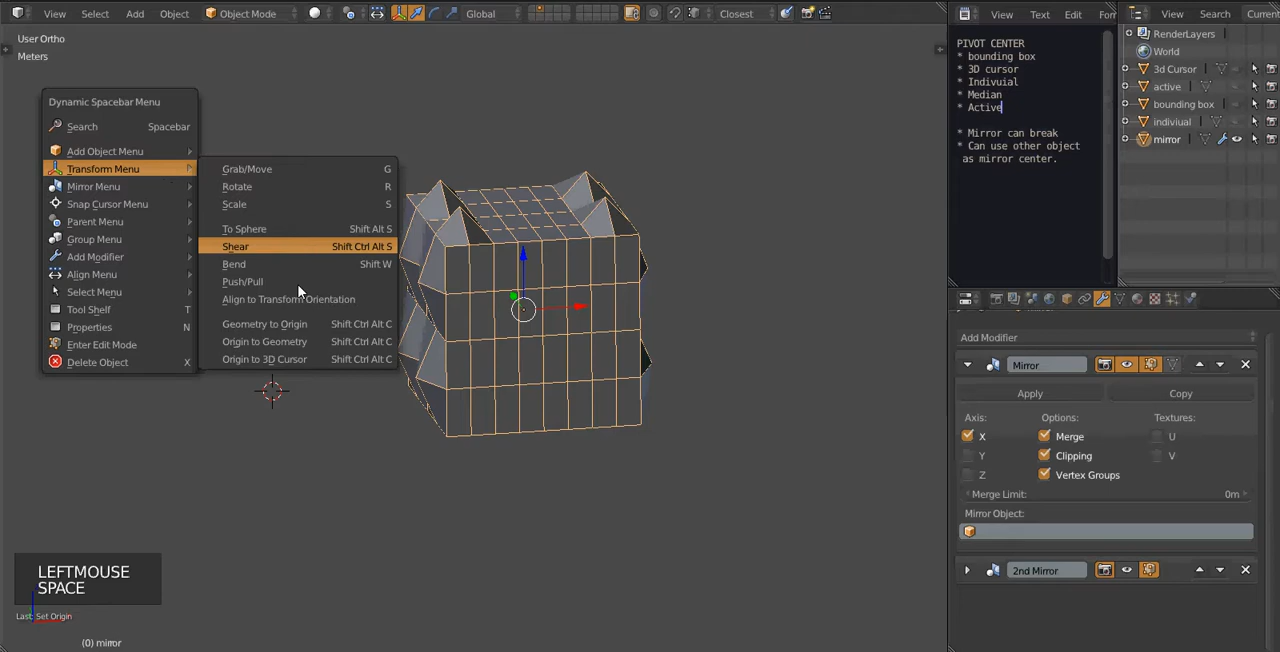 View Select Add Object Object Mode Global Closest
View Text Edit For
View Search Current
User Ortho
Meters
Dynamic Spacebar Menu
Search Spacebar
Add Object Menu
Transform Menu
Mirror Menu
Snap Cursor Menu
Parent Menu
Group Menu
Add Modifier
Align Menu
Select Menu
Tool Shelf T
Properties N
Enter Edit Mode
Delete Object X
Grab/Move G
Rotate R
Scale S
To Sphere Shift Alt S
Shear Shift Ctrl Alt S
Bend Shift W
Push/Pull
Align to Transform Orientation
Geometry to Origin Shift Ctrl Alt C
Origin to Geometry Shift Ctrl Alt C
Origin to 3D Cursor Shift Ctrl Alt C
LEFTMOUSE
SPACE
Last: Set Origin
(0) mirror
PIVOT CENTER
* bounding box
* 3D cursor
* Indivuial
* Median
* Active
* Mirror can break
* Can use other object
as mirror center.
RenderLayers
World
3d Cursor
active
bounding box
indiviual
mirror
Add Modifier
Mirror
Apply Copy
Axis: Options: Textures:
X Merge U
Y Clipping V
Z Vertex Groups
Merge Limit: 0m
Mirror Object:
2nd Mirror